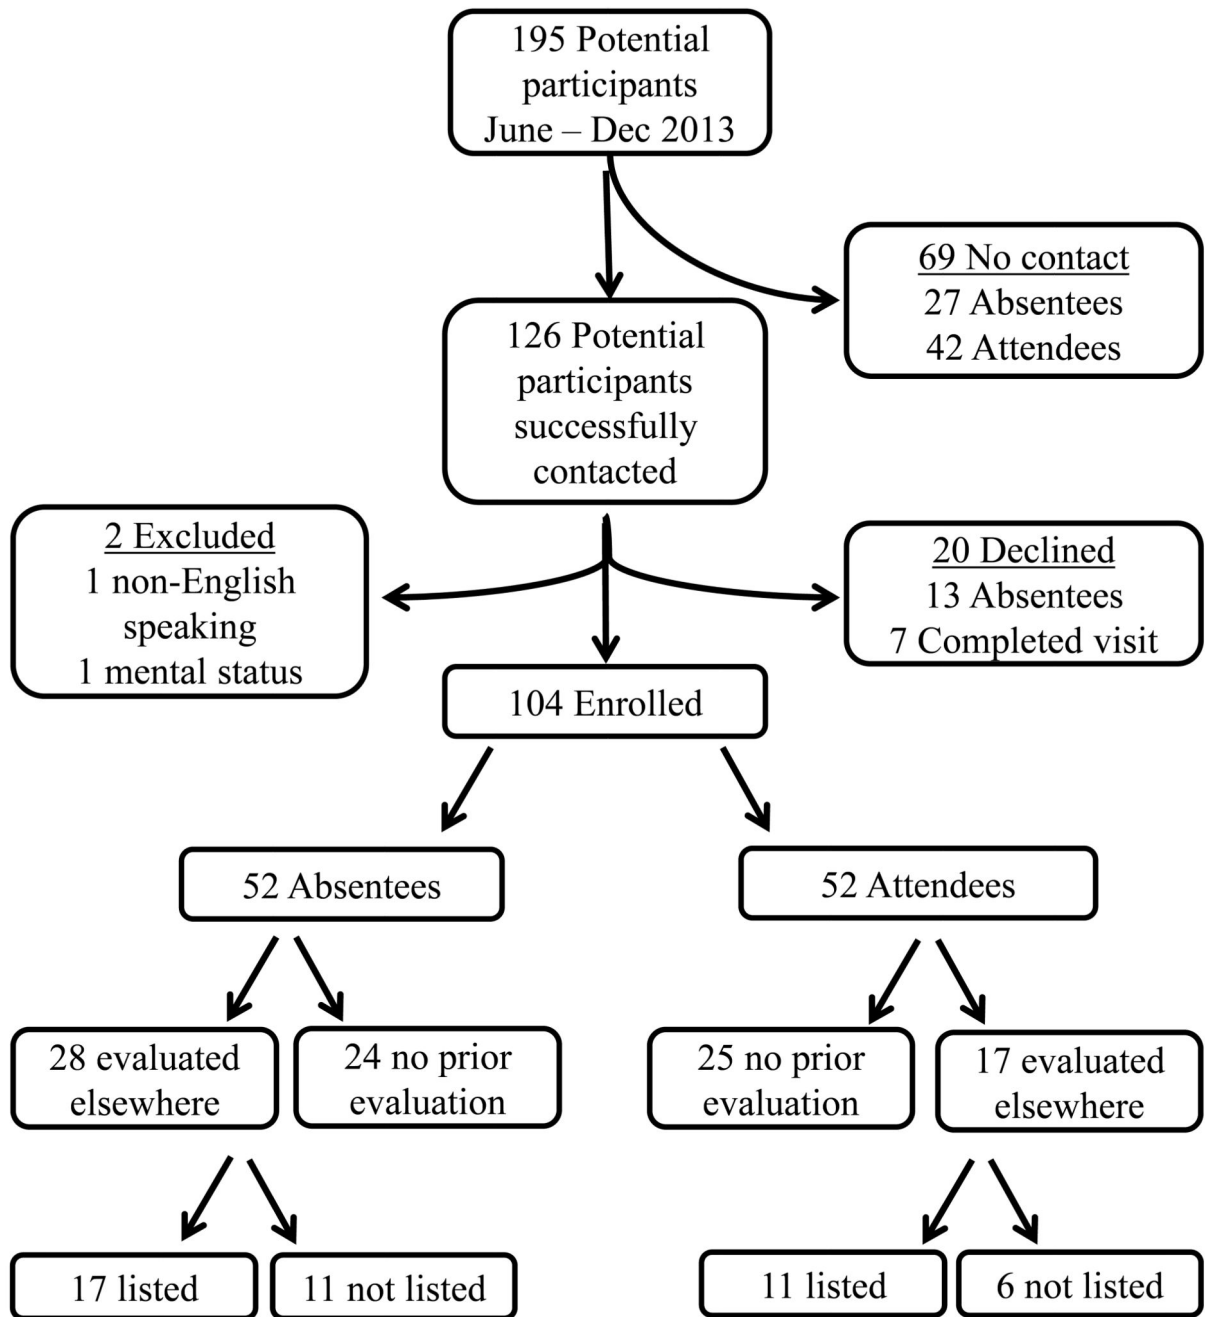 195 Potential
participants
June – Dec 2013
69 No contact
27 Absentees
42 Attendees
126 Potential
participants
successfully
contacted
2 Excluded
1 non-English
speaking
1 mental status
20 Declined
13 Absentees
7 Completed visit
104 Enrolled
52 Absentees
52 Attendees
28 evaluated
elsewhere
24 no prior
evaluation
25 no prior
evaluation
17 evaluated
elsewhere
17 listed
11 not listed
11 listed
6 not listed